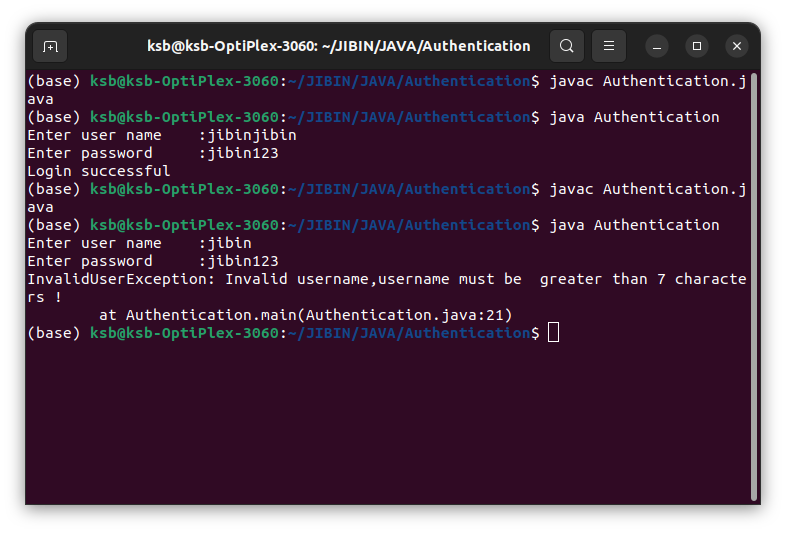 ksb@ksb-OptiPlex-3060: ~/JIBIN/JAVA/Authentication
(base) ksb@ksb-OptiPlex-3060:~/JIBIN/JAVA/Authentication$ javac Authentication.j
ava
(base) ksb@ksb-OptiPlex-3060:~/JIBIN/JAVA/Authentication$ java Authentication
Enter user name    :jibinjibin
Enter password     :jibin123
Login successful
(base) ksb@ksb-OptiPlex-3060:~/JIBIN/JAVA/Authentication$ javac Authentication.j
ava
(base) ksb@ksb-OptiPlex-3060:~/JIBIN/JAVA/Authentication$ java Authentication
Enter user name    :jibin
Enter password     :jibin123
InvalidUserException: Invalid username,username must be  greater than 7 characte
rs !
        at Authentication.main(Authentication.java:21)
(base) ksb@ksb-OptiPlex-3060:~/JIBIN/JAVA/Authentication$